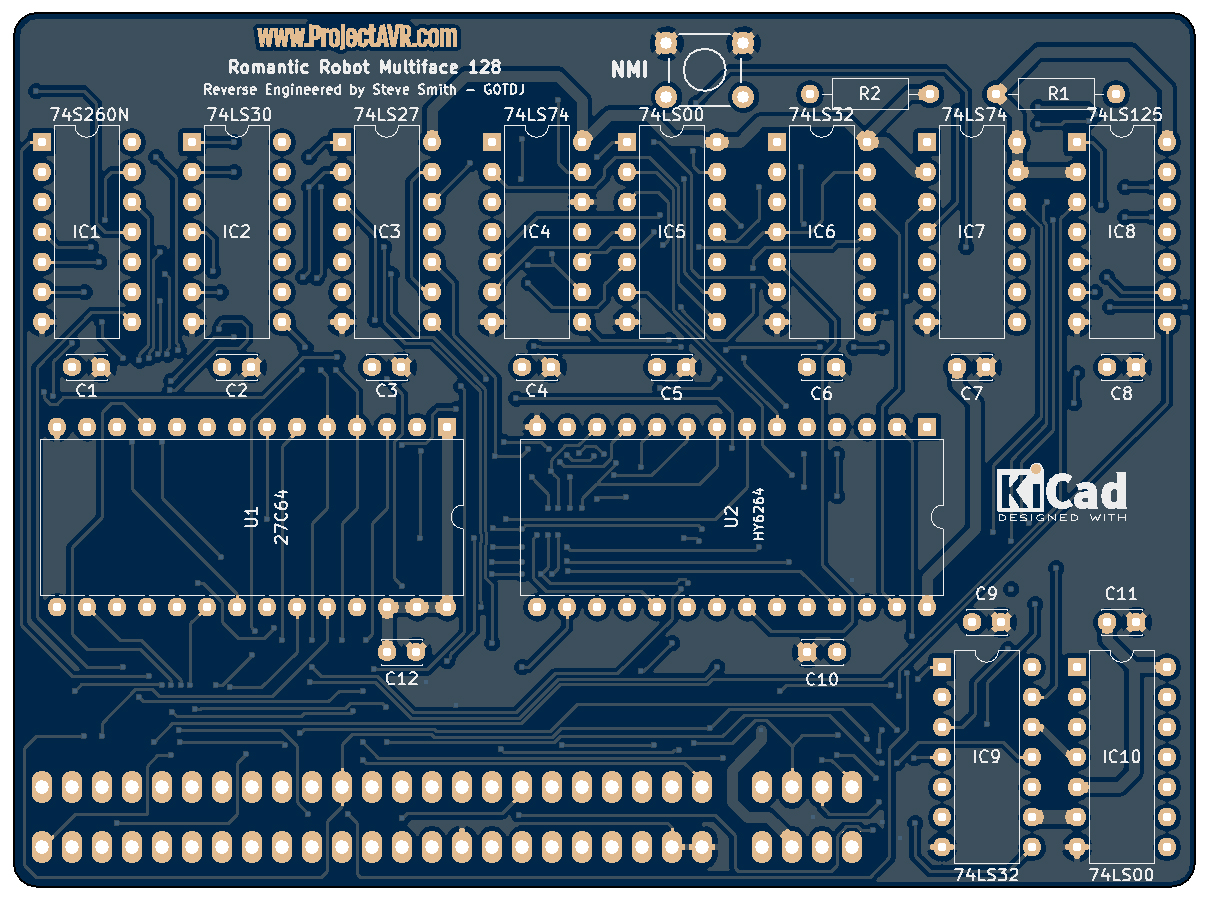 www.ProjectAVR.com
Romantic Robot Multiface 128
Reverse Engineered by Steve Smith - G0TDJ
NMI
R2
R1
74S260N
74LS30
74LS27
74LS74
74LS00
74LS32
74LS74
74LS125
IC1
IC2
IC3
IC4
IC5
IC6
IC7
IC8
C1
C2
C3
C4
C5
C6
C7
C8
U1
27C64
U2
HY6264
KiCad
DESIGNED WITH
C9
C11
C12
C10
IC9
IC10
74LS32
74LS00